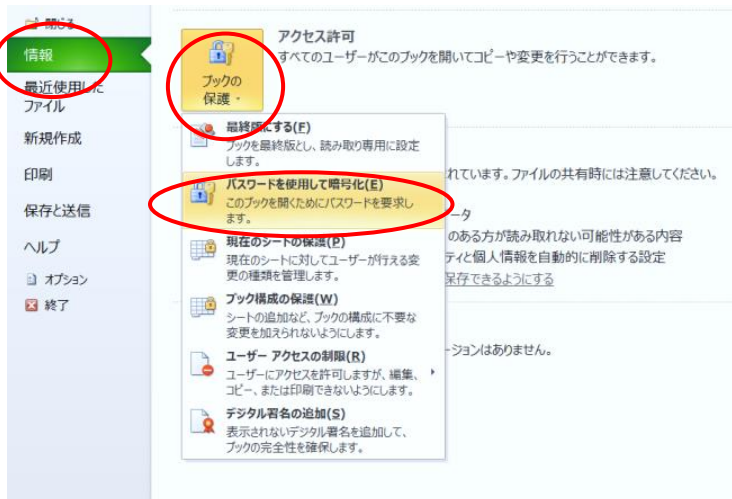 閉じる
情報
最近使用した
ファイル
新規作成
印刷
保存と送信
ヘルプ
オプション
終了
アクセス許可
すべてのユーザーがこのブックを開いてコピーや変更を行うことができます。
ブックの
保護
最終版にする(F)
ブックを最終版とし、読み取り専用に設定
します。
パスワードを使用して暗号化(E)
このブックを開くためにパスワードを要求し
ます。
現在のシートの保護(P)
現在のシートに対してユーザーが行える変
更の種類を管理します。
ブック構成の保護(W)
シートの追加など、ブックの構成に不要な
変更を加えられないようにします。
ユーザー アクセスの制限(R)
ユーザーにアクセスを許可しますが、編集、
コピー、または印刷できないようにします。
デジタル署名の追加(S)
表示されないデジタル署名を追加して、
ブックの完全性を確保します。
れています。ファイルの共有時には注意してください。
ータ
のある方が読み取れない可能性がある内容
ティと個人情報を自動的に削除する設定
保存できるようにする
ージョンはありません。